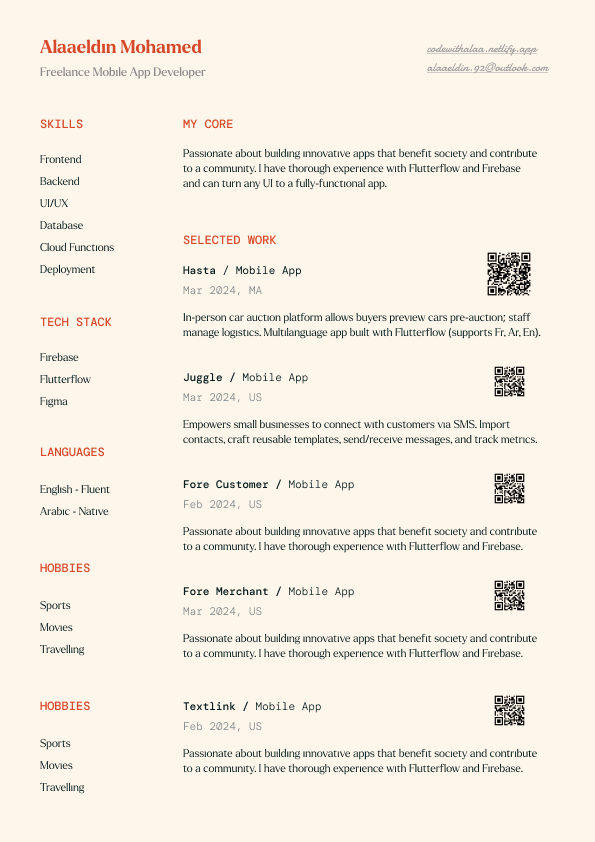 Alaaeldin Mohamed
Freelance Mobile App Developer
codewithalaa.netlify.app
alaaeldin.92@outlook.com
SKILLS
Frontend
Backend
UI/UX
Database
Cloud Functions
Deployment
TECH STACK
Firebase
Flutterflow
Figma
LANGUAGES
English - Fluent
Arabic - Native
HOBBIES
Sports
Movies
Travelling
HOBBIES
Sports
Movies
Travelling
MY CORE
Passionate about building innovative apps that benefit society and contribute
to a community. I have thorough experience with Flutterflow and Firebase
and can turn any UI to a fully-functional app.
SELECTED WORK
Hasta / Mobile App
Mar 2024, MA
In-person car auction platform allows buyers preview cars pre-auction; staff
manage logistics. Multilanguage app built with Flutterflow (supports Fr, Ar, En).
Juggle / Mobile App
Mar 2024, US
Empowers small businesses to connect with customers via SMS. Import
contacts, craft reusable templates, send/receive messages, and track metrics.
Fore Customer / Mobile App
Feb 2024, US
Passionate about building innovative apps that benefit society and contribute
to a community. I have thorough experience with Flutterflow and Firebase.
Fore Merchant / Mobile App
Mar 2024, US
Passionate about building innovative apps that benefit society and contribute
to a community. I have thorough experience with Flutterflow and Firebase.
Textlink / Mobile App
Feb 2024, US
Passionate about building innovative apps that benefit society and contribute
to a community. I have thorough experience with Flutterflow and Firebase.